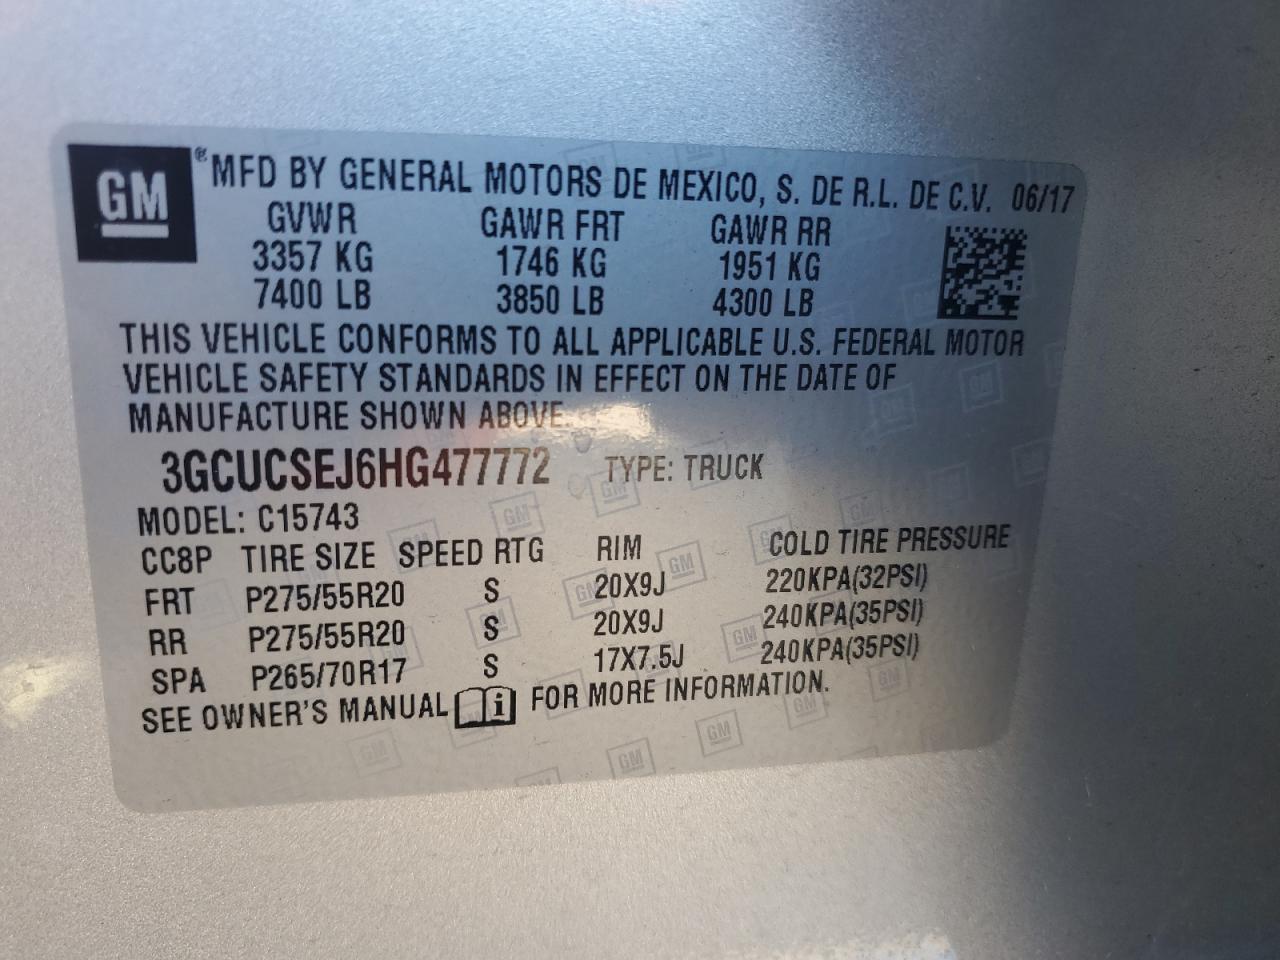 GM® MFD BY GENERAL MOTORS DE MEXICO, S. DE R.L. DE C.V. 06/17
GVWR GAWR FRT GAWR RR
3357 KG 1746 KG 1951 KG
7400 LB 3850 LB 4300 LB
THIS VEHICLE CONFORMS TO ALL APPLICABLE U.S. FEDERAL MOTOR
VEHICLE SAFETY STANDARDS IN EFFECT ON THE DATE OF
MANUFACTURE SHOWN ABOVE.
3GCUCSEJ6HG477772 TYPE: TRUCK
MODEL: C15743
CC8P TIRE SIZE SPEED RTG RIM COLD TIRE PRESSURE
FRT P275/55R20 S 20X9J 220KPA(32PSI)
RR P275/55R20 S 20X9J 240KPA(35PSI)
SPA P265/70R17 S 17X7.5J 240KPA(35PSI)
SEE OWNER'S MANUAL i FOR MORE INFORMATION.